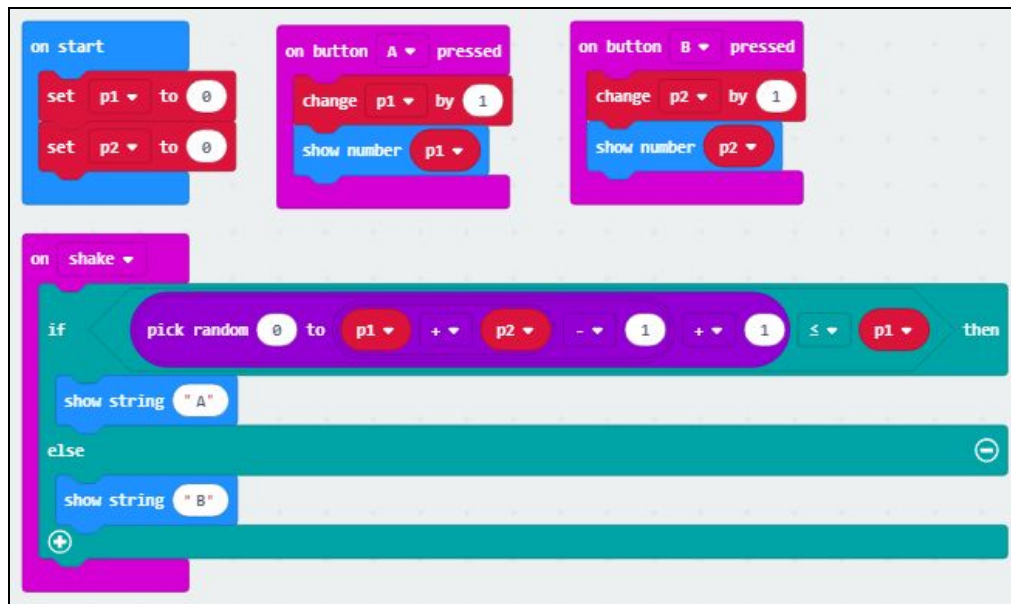 on start
set p1 to 0
set p2 to 0
on button A pressed
change p1 by 1
show number p1
on button B pressed
change p2 by 1
show number p2
on shake
if pick random 0 to p1 + p2 - 1 + 1 ≤ p1 then
show string "A"
else
show string "B"